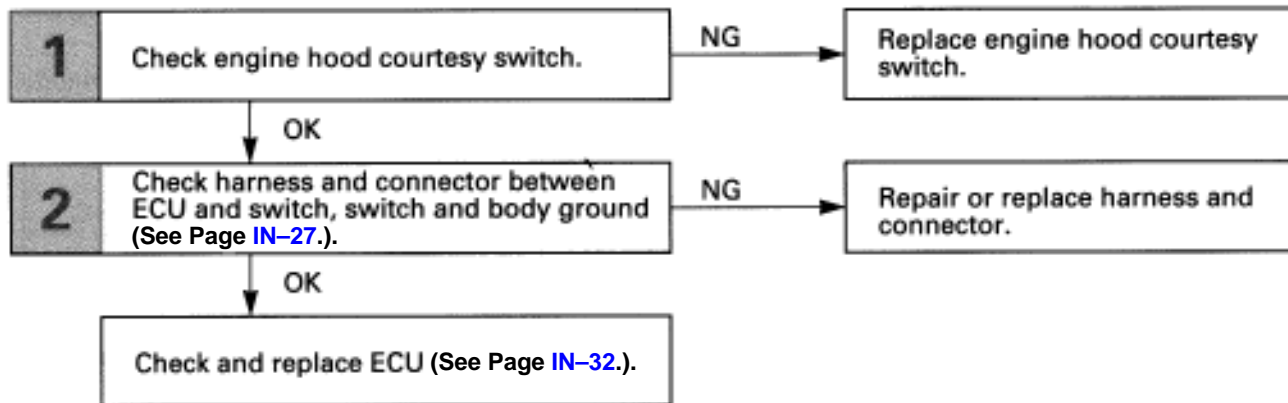 1
Check engine hood courtesy switch.
NG
Replace engine hood courtesy
switch.
OK
2
Check harness and connector between
ECU and switch, switch and body ground
(See Page IN–27.).
NG
Repair or replace harness and
connector.
OK
Check and replace ECU (See Page IN–32.).